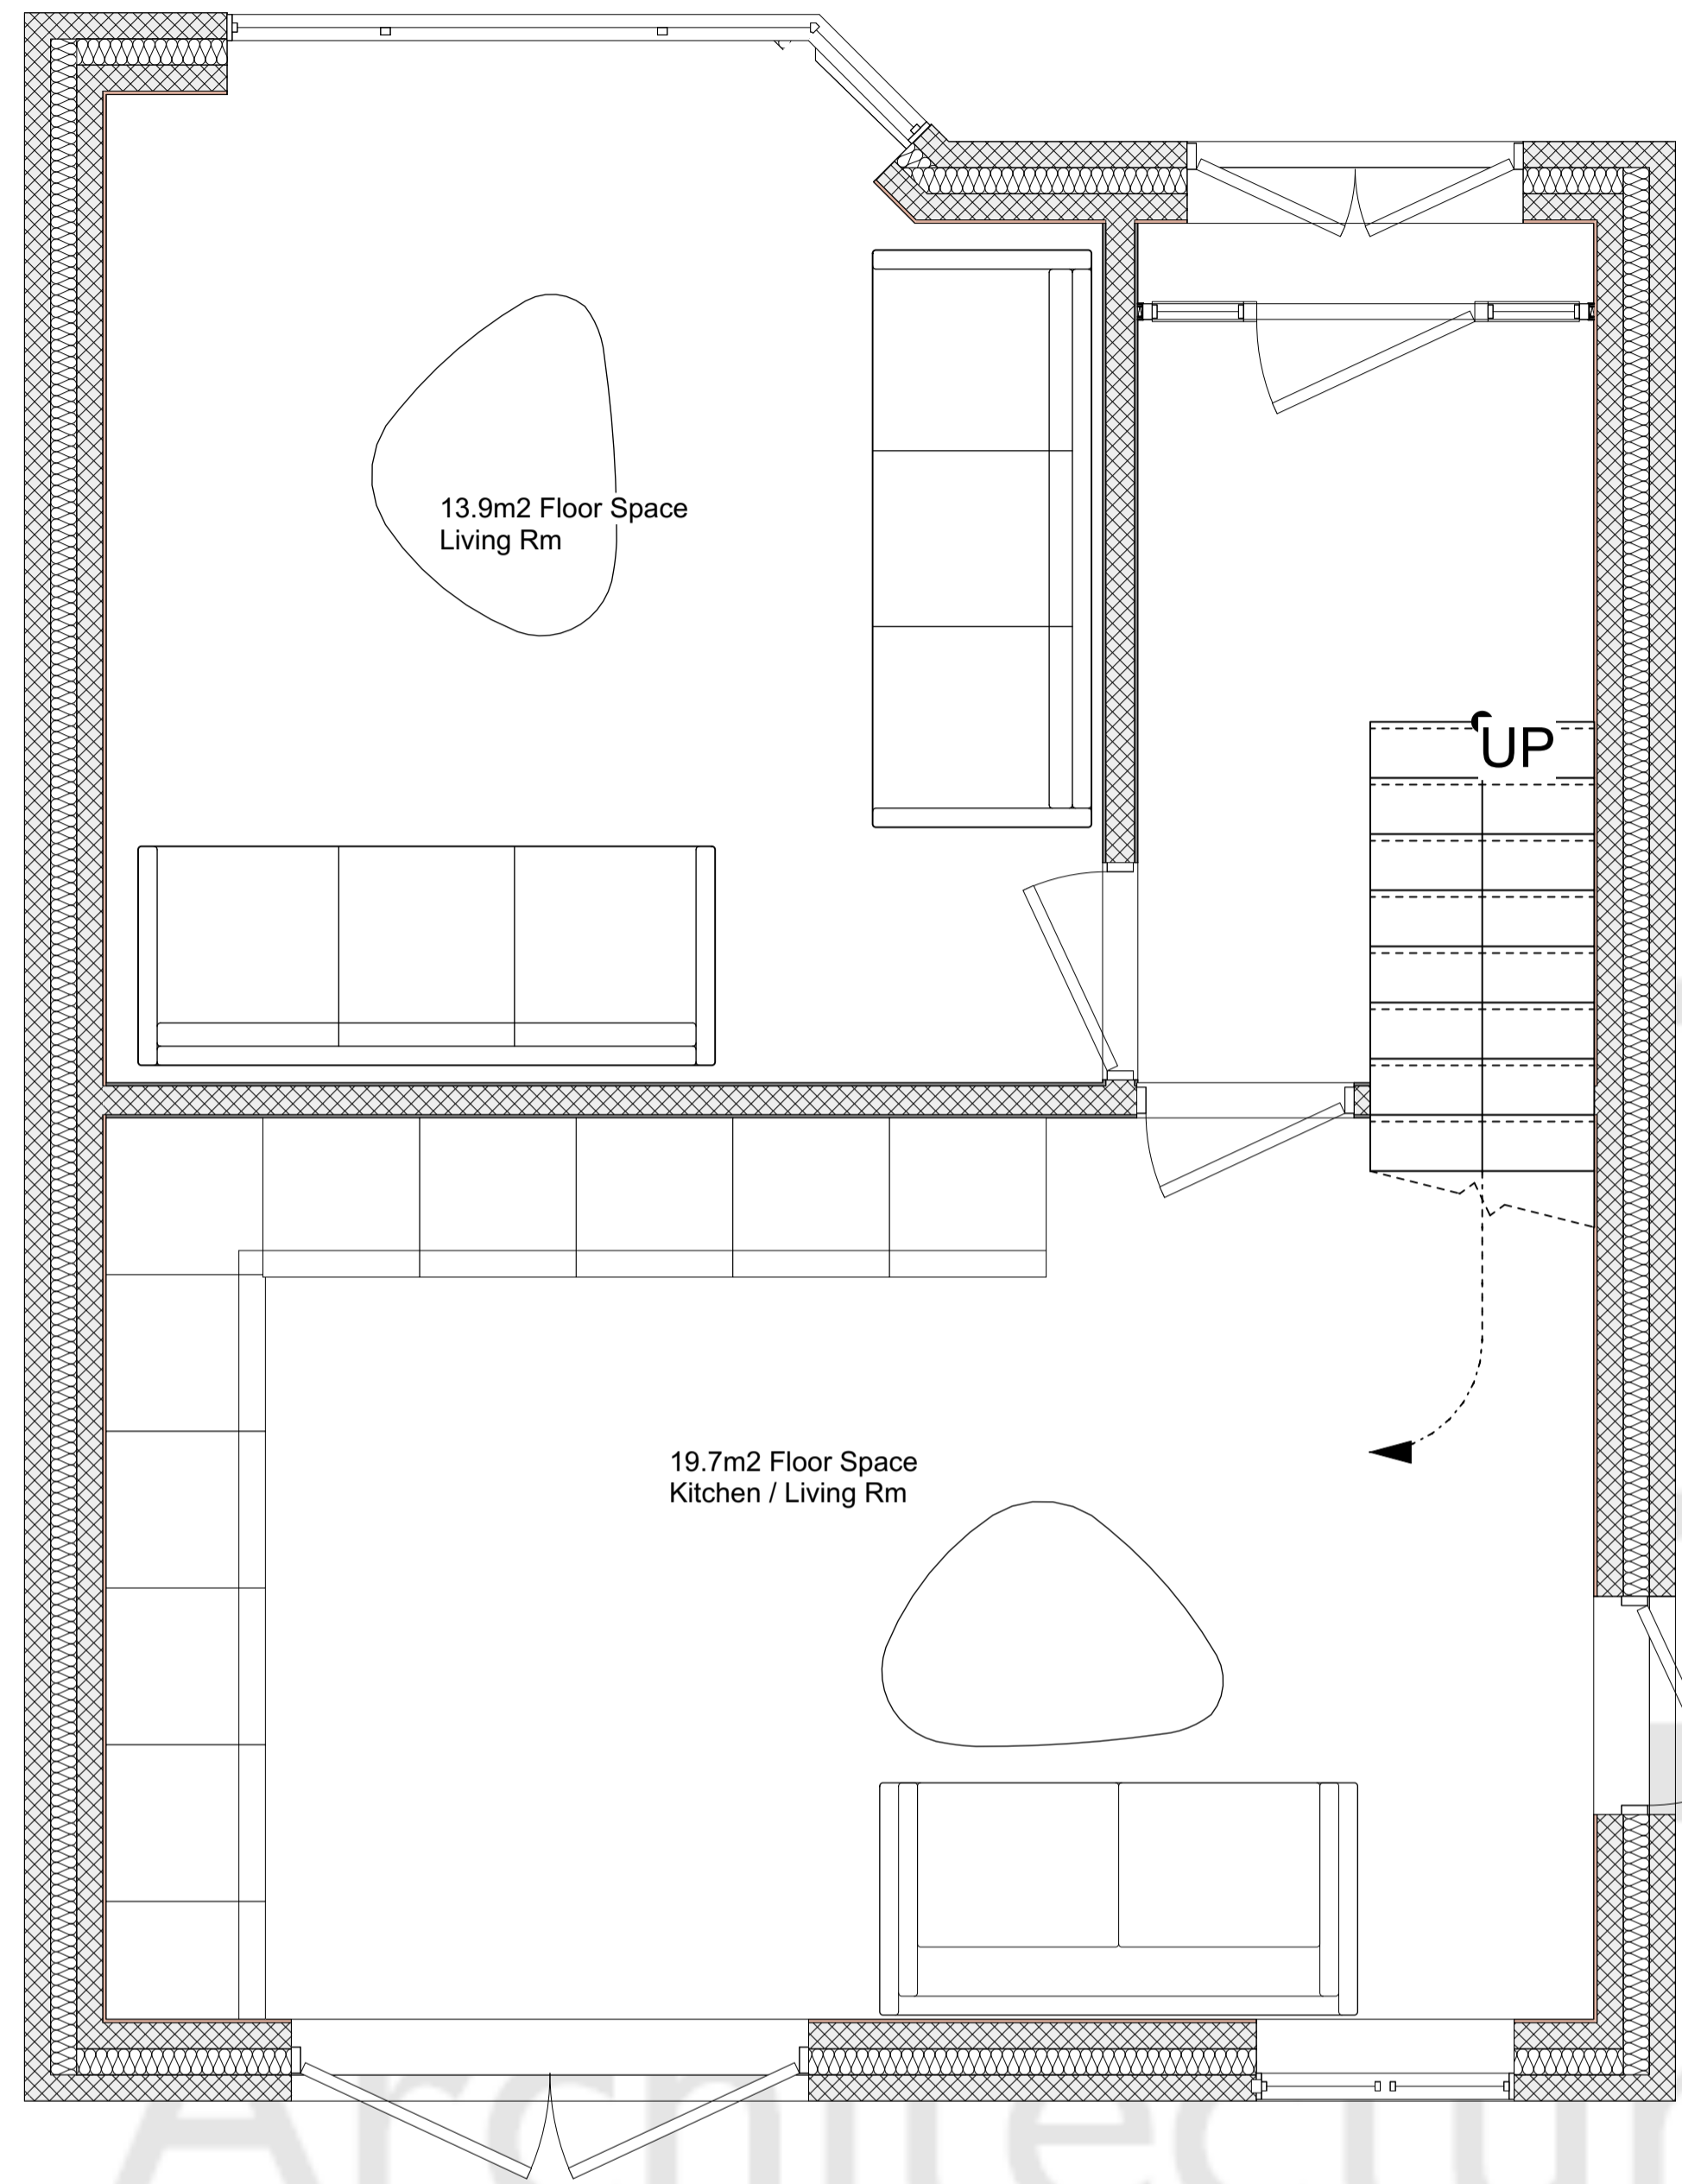 13.9m2 Floor Space
Living Rm
UP
19.7m2 Floor Space
Kitchen / Living Rm